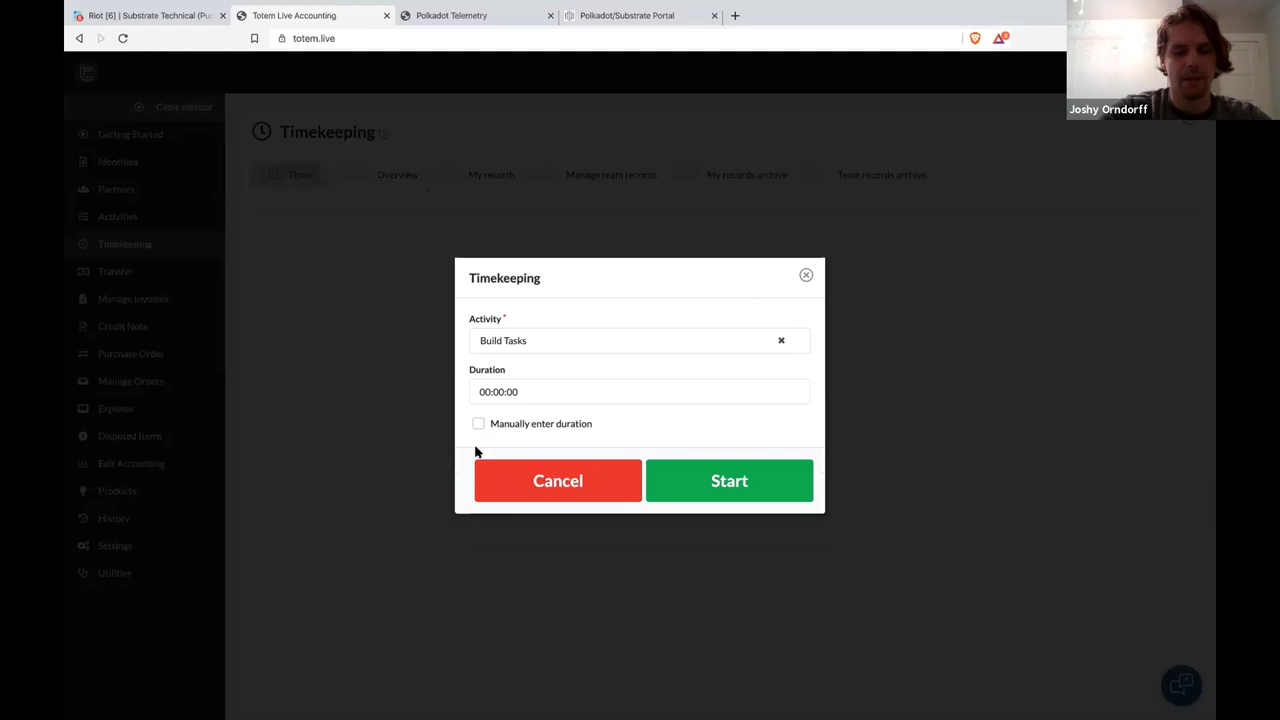 Riot [6] | Substrate Technical (Pu
Totem Live Accounting
Polkadot Telemetry
Polkadot/Substrate Portal
totem.live
Joshy Orndorff
Close sidebar
Getting Started
Identities
Partners
Activities
Timekeeping
Transfer
Manage Invoices
Credit Note
Purchase Order
Manage Orders
Expense
Disputed Items
Edit Accounting
Products
History
Settings
Utilities
Timekeeping
Timer
Overview
My records
Manage team records
My records archive
Team records archive
Timekeeping
Activity *
Build Tasks
Duration
00:00:00
Manually enter duration
Cancel
Start